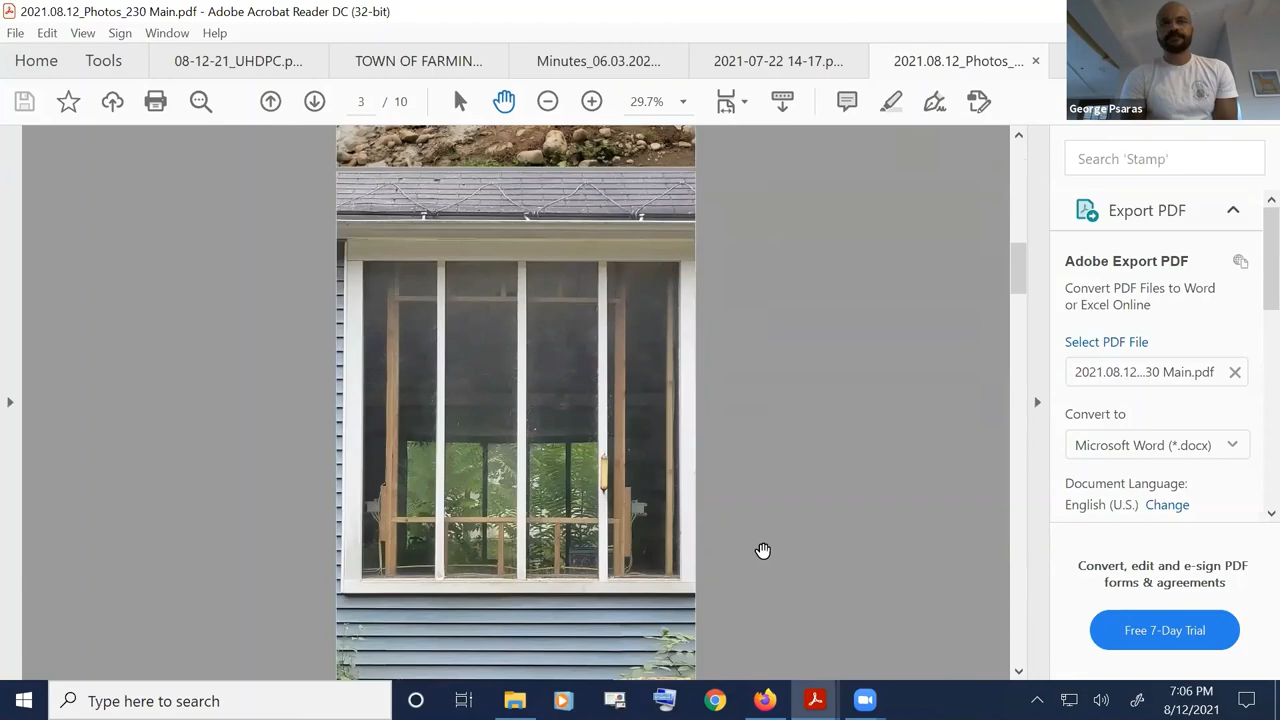 2021.08.12_Photos_230 Main.pdf - Adobe Acrobat Reader DC (32-bit)
File Edit View Sign Window Help
Home Tools 08-12-21_UHDPC.p... TOWN OF FARMIN... Minutes_06.03.202... 2021-07-22 14-17.p... 2021.08.12_Photos_... ×
3 / 10 29.7%
George Psaras
Search 'Stamp'
Export PDF
Adobe Export PDF
Convert PDF Files to Word
or Excel Online
Select PDF File
2021.08.12...30 Main.pdf
Convert to
Microsoft Word (*.docx)
Document Language:
English (U.S.) Change
Convert, edit and e-sign PDF
forms & agreements
Free 7-Day Trial
Type here to search
7:06 PM
8/12/2021